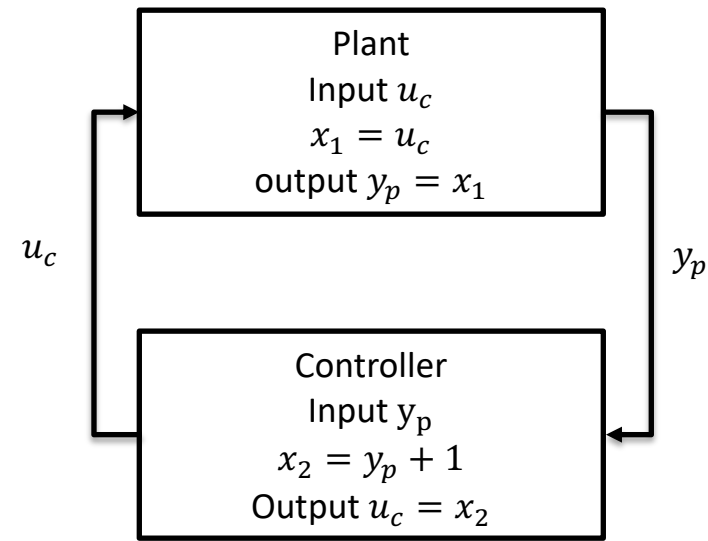 Plant
Input u_c
x_1 = u_c
output y_p = x_1
u_c
y_p
Controller
Input y_p
x_2 = y_p + 1
Output u_c = x_2